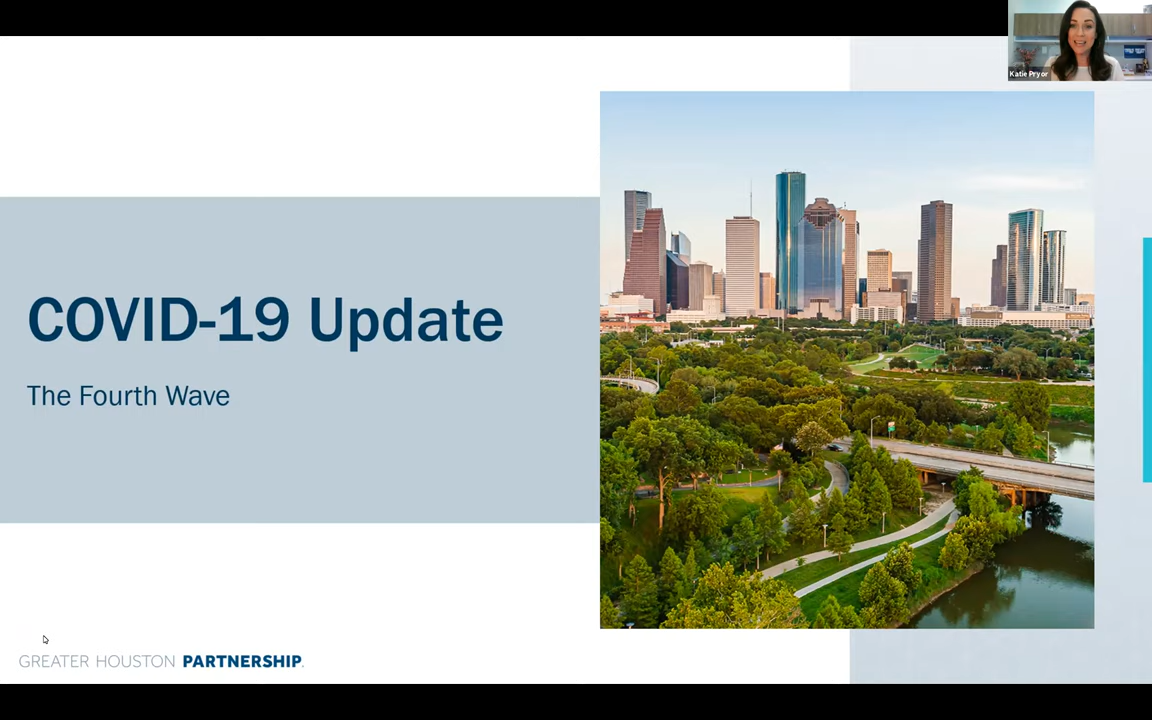 Katie Pryor
COVID-19 Update
The Fourth Wave
GREATER HOUSTON PARTNERSHIP.